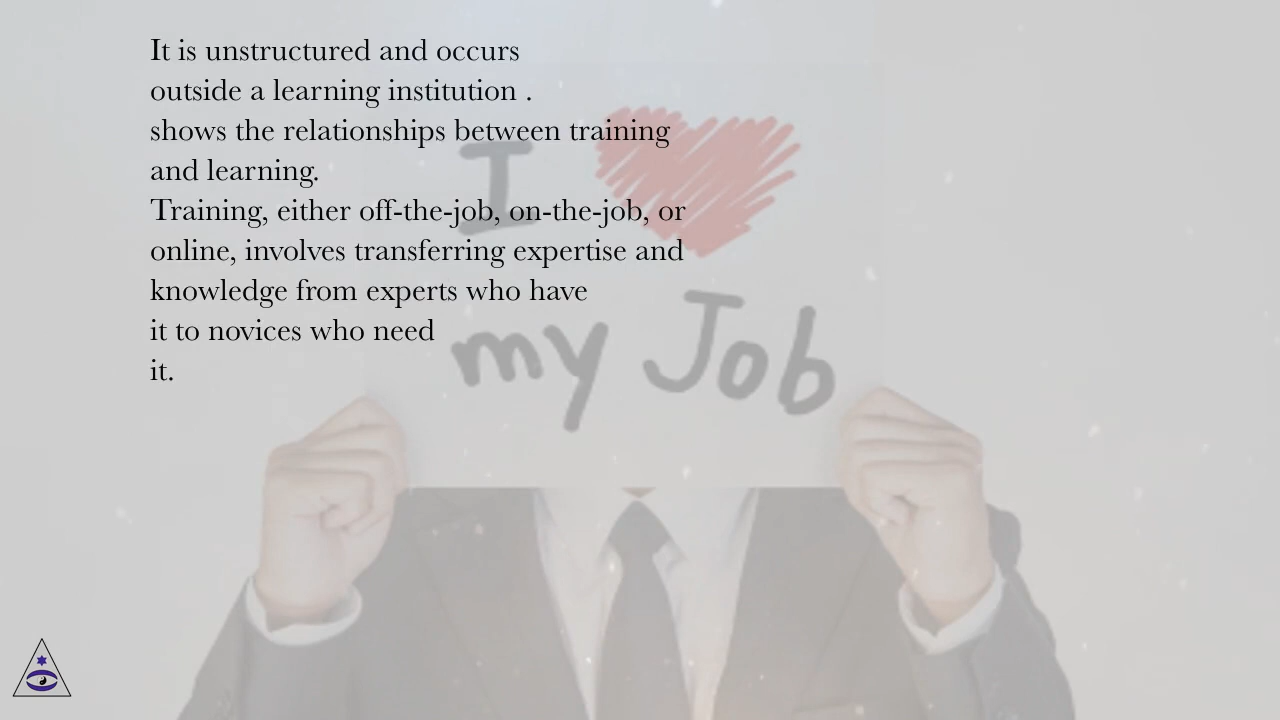 It is unstructured and occurs
outside a learning institution .
shows the relationships between training
and learning.
Training, either off-the-job, on-the-job, or
online, involves transferring expertise and
knowledge from experts who have
it to novices who need
it.
I
my Job